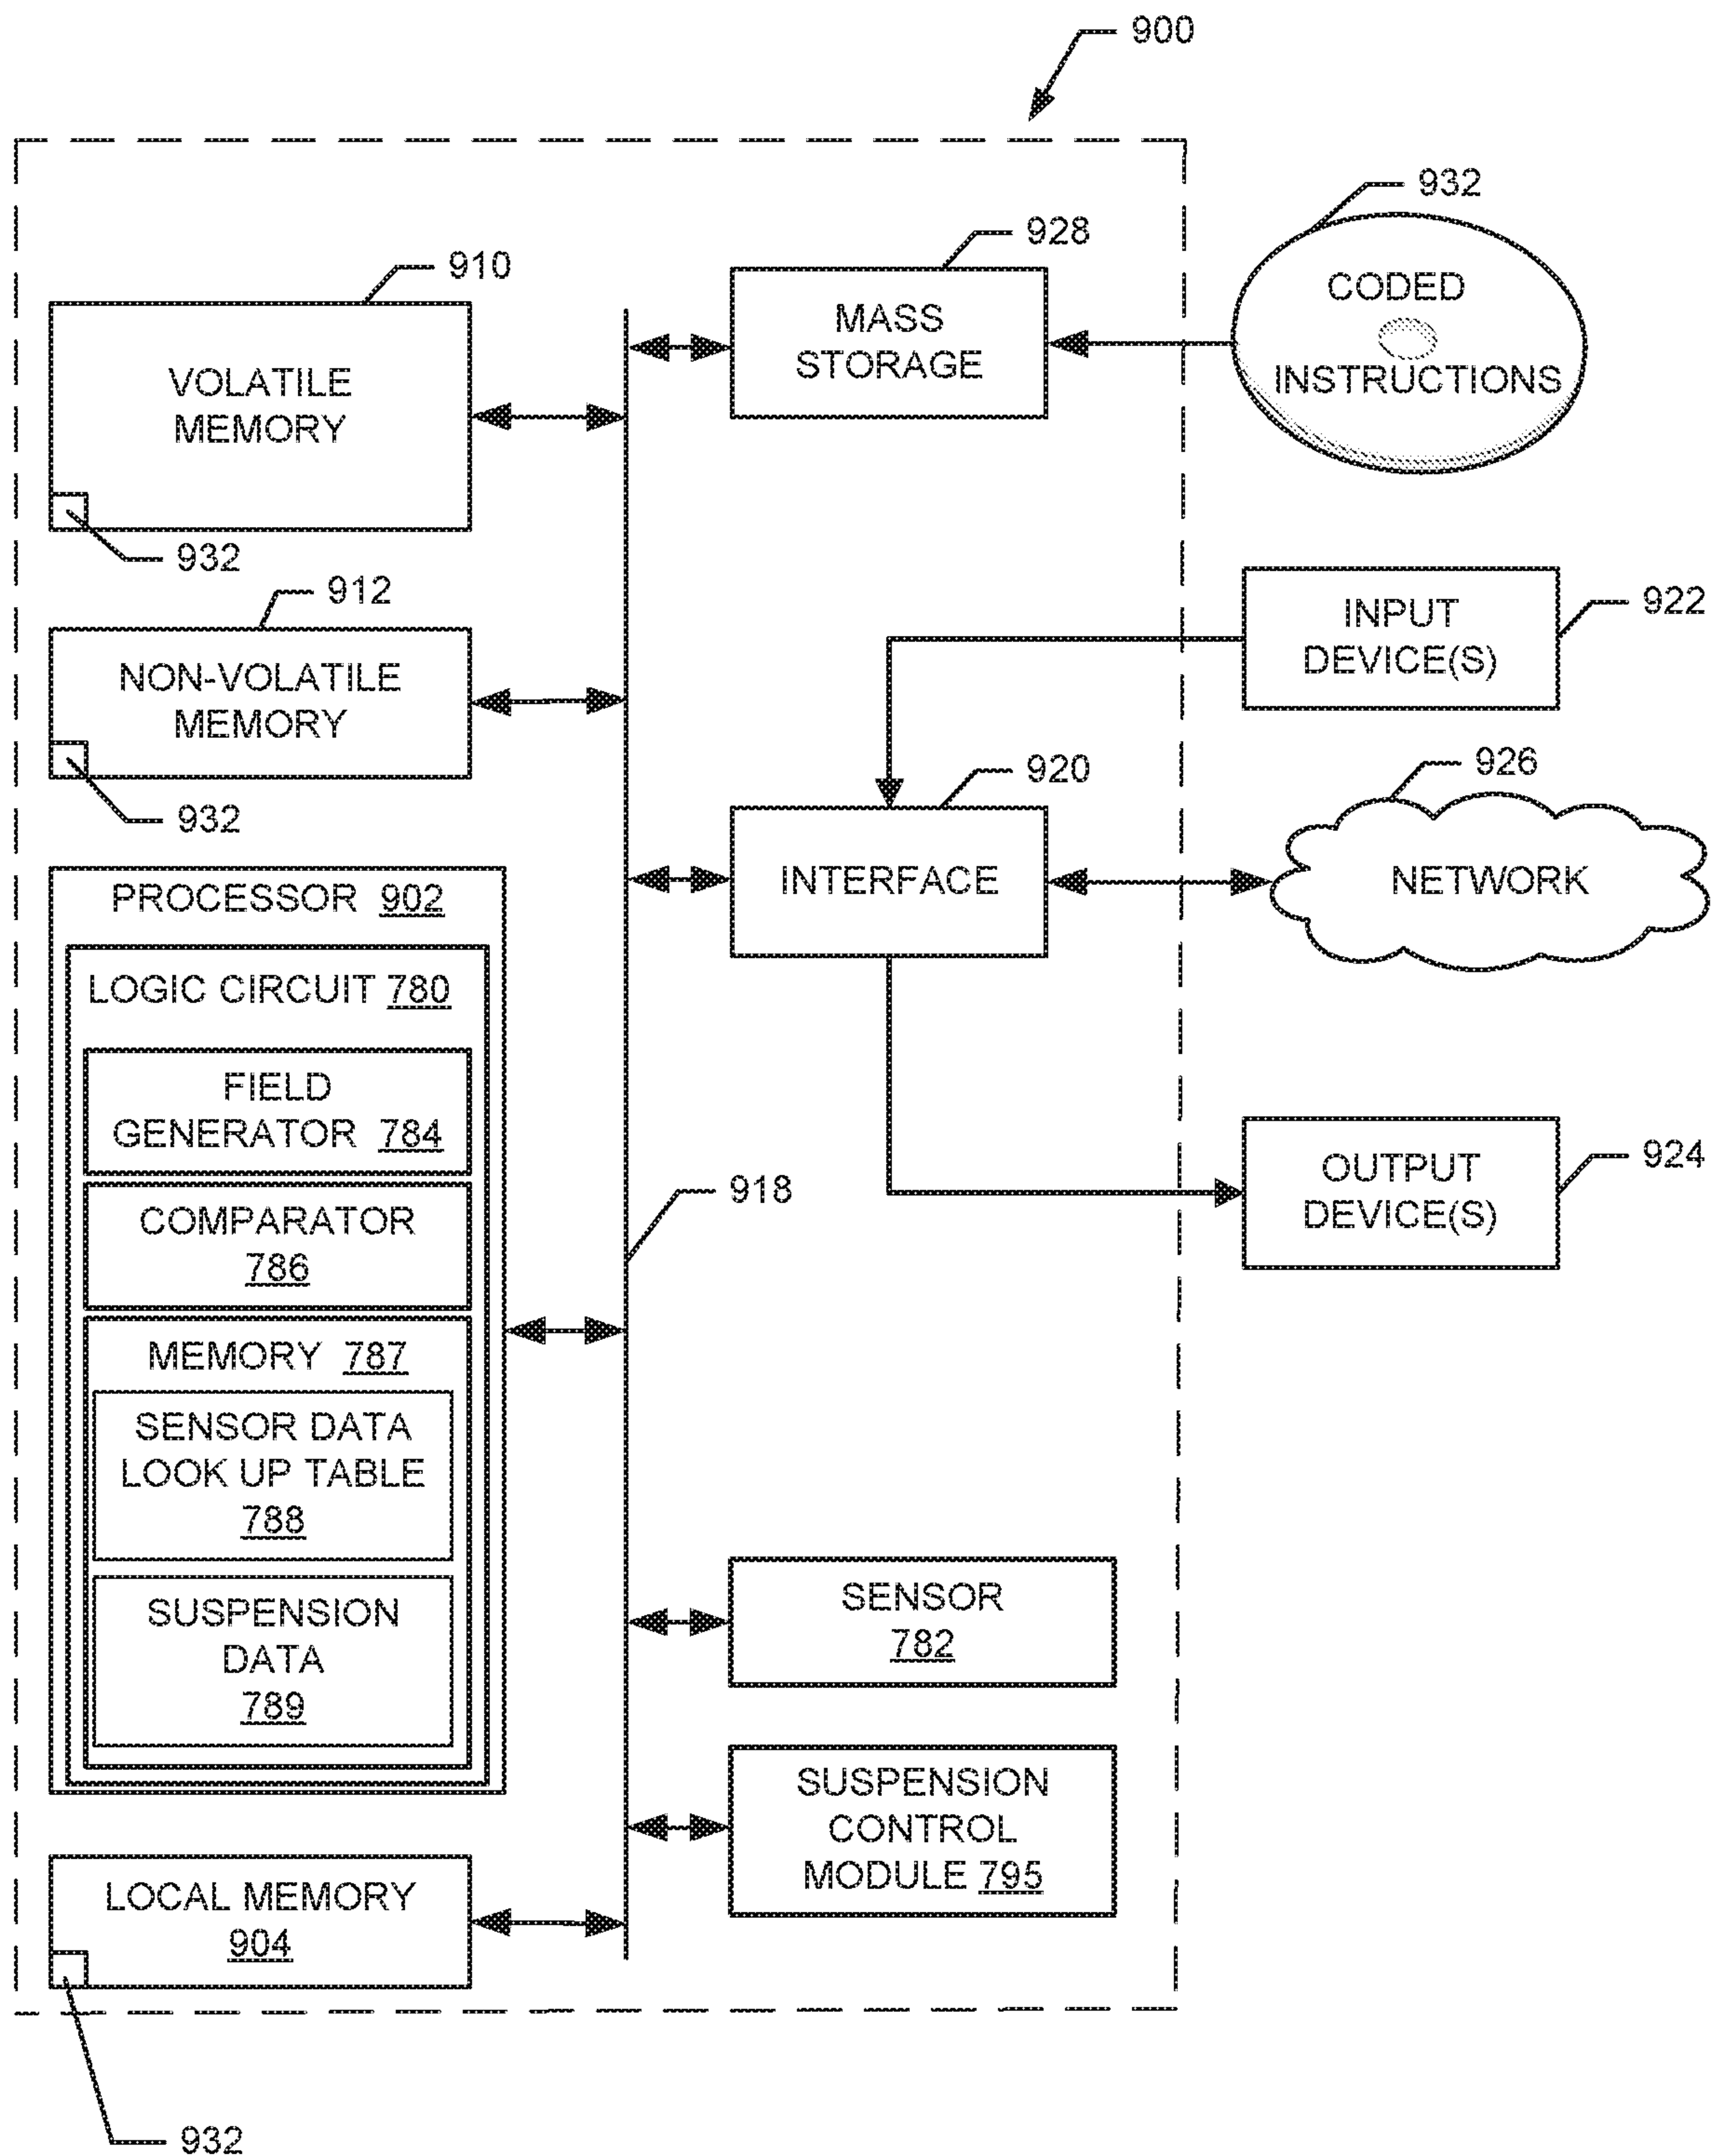 900
932
928
910
MASS
STORAGE
CODED
INSTRUCTIONS
VOLATILE
MEMORY
932
912
922
INPUT
DEVICE(S)
NON-VOLATILE
MEMORY
932
920
926
INTERFACE
NETWORK
PROCESSOR 902
LOGIC CIRCUIT 780
FIELD
GENERATOR 784
COMPARATOR
786
MEMORY 787
SENSOR DATA
LOOK UP TABLE
788
SUSPENSION
DATA
789
918
924
OUTPUT
DEVICE(S)
SENSOR
782
SUSPENSION
CONTROL
MODULE 795
LOCAL MEMORY
904
932